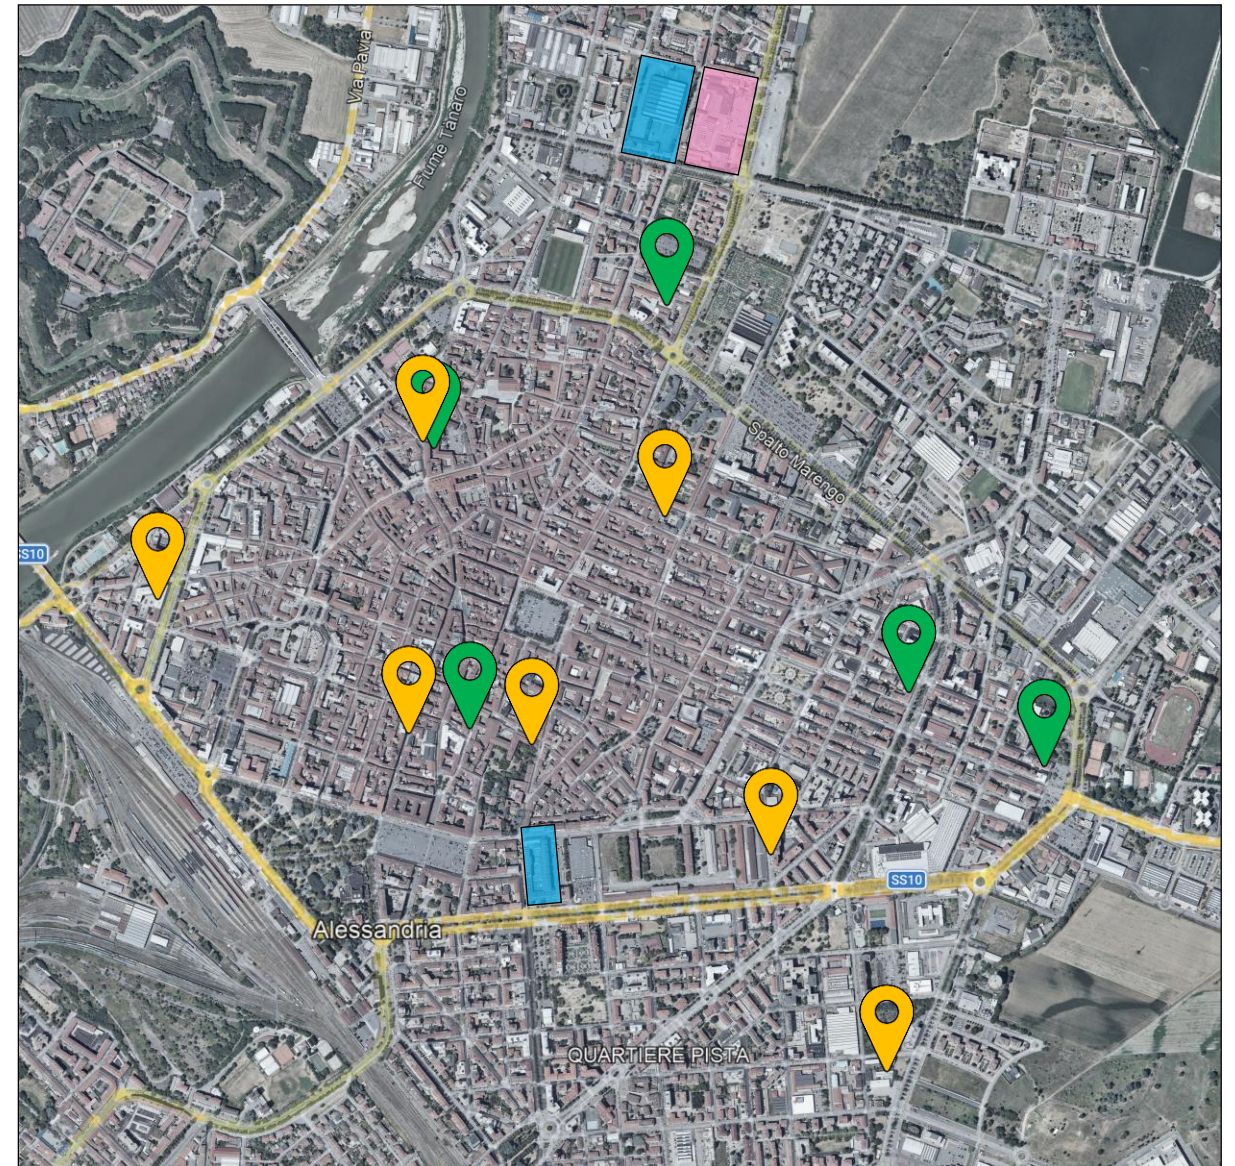 Via Pavia
Fiume Tanaro
Spalto Marengo
SS10
SS10
Alessandria
QUARTIERE PISTA